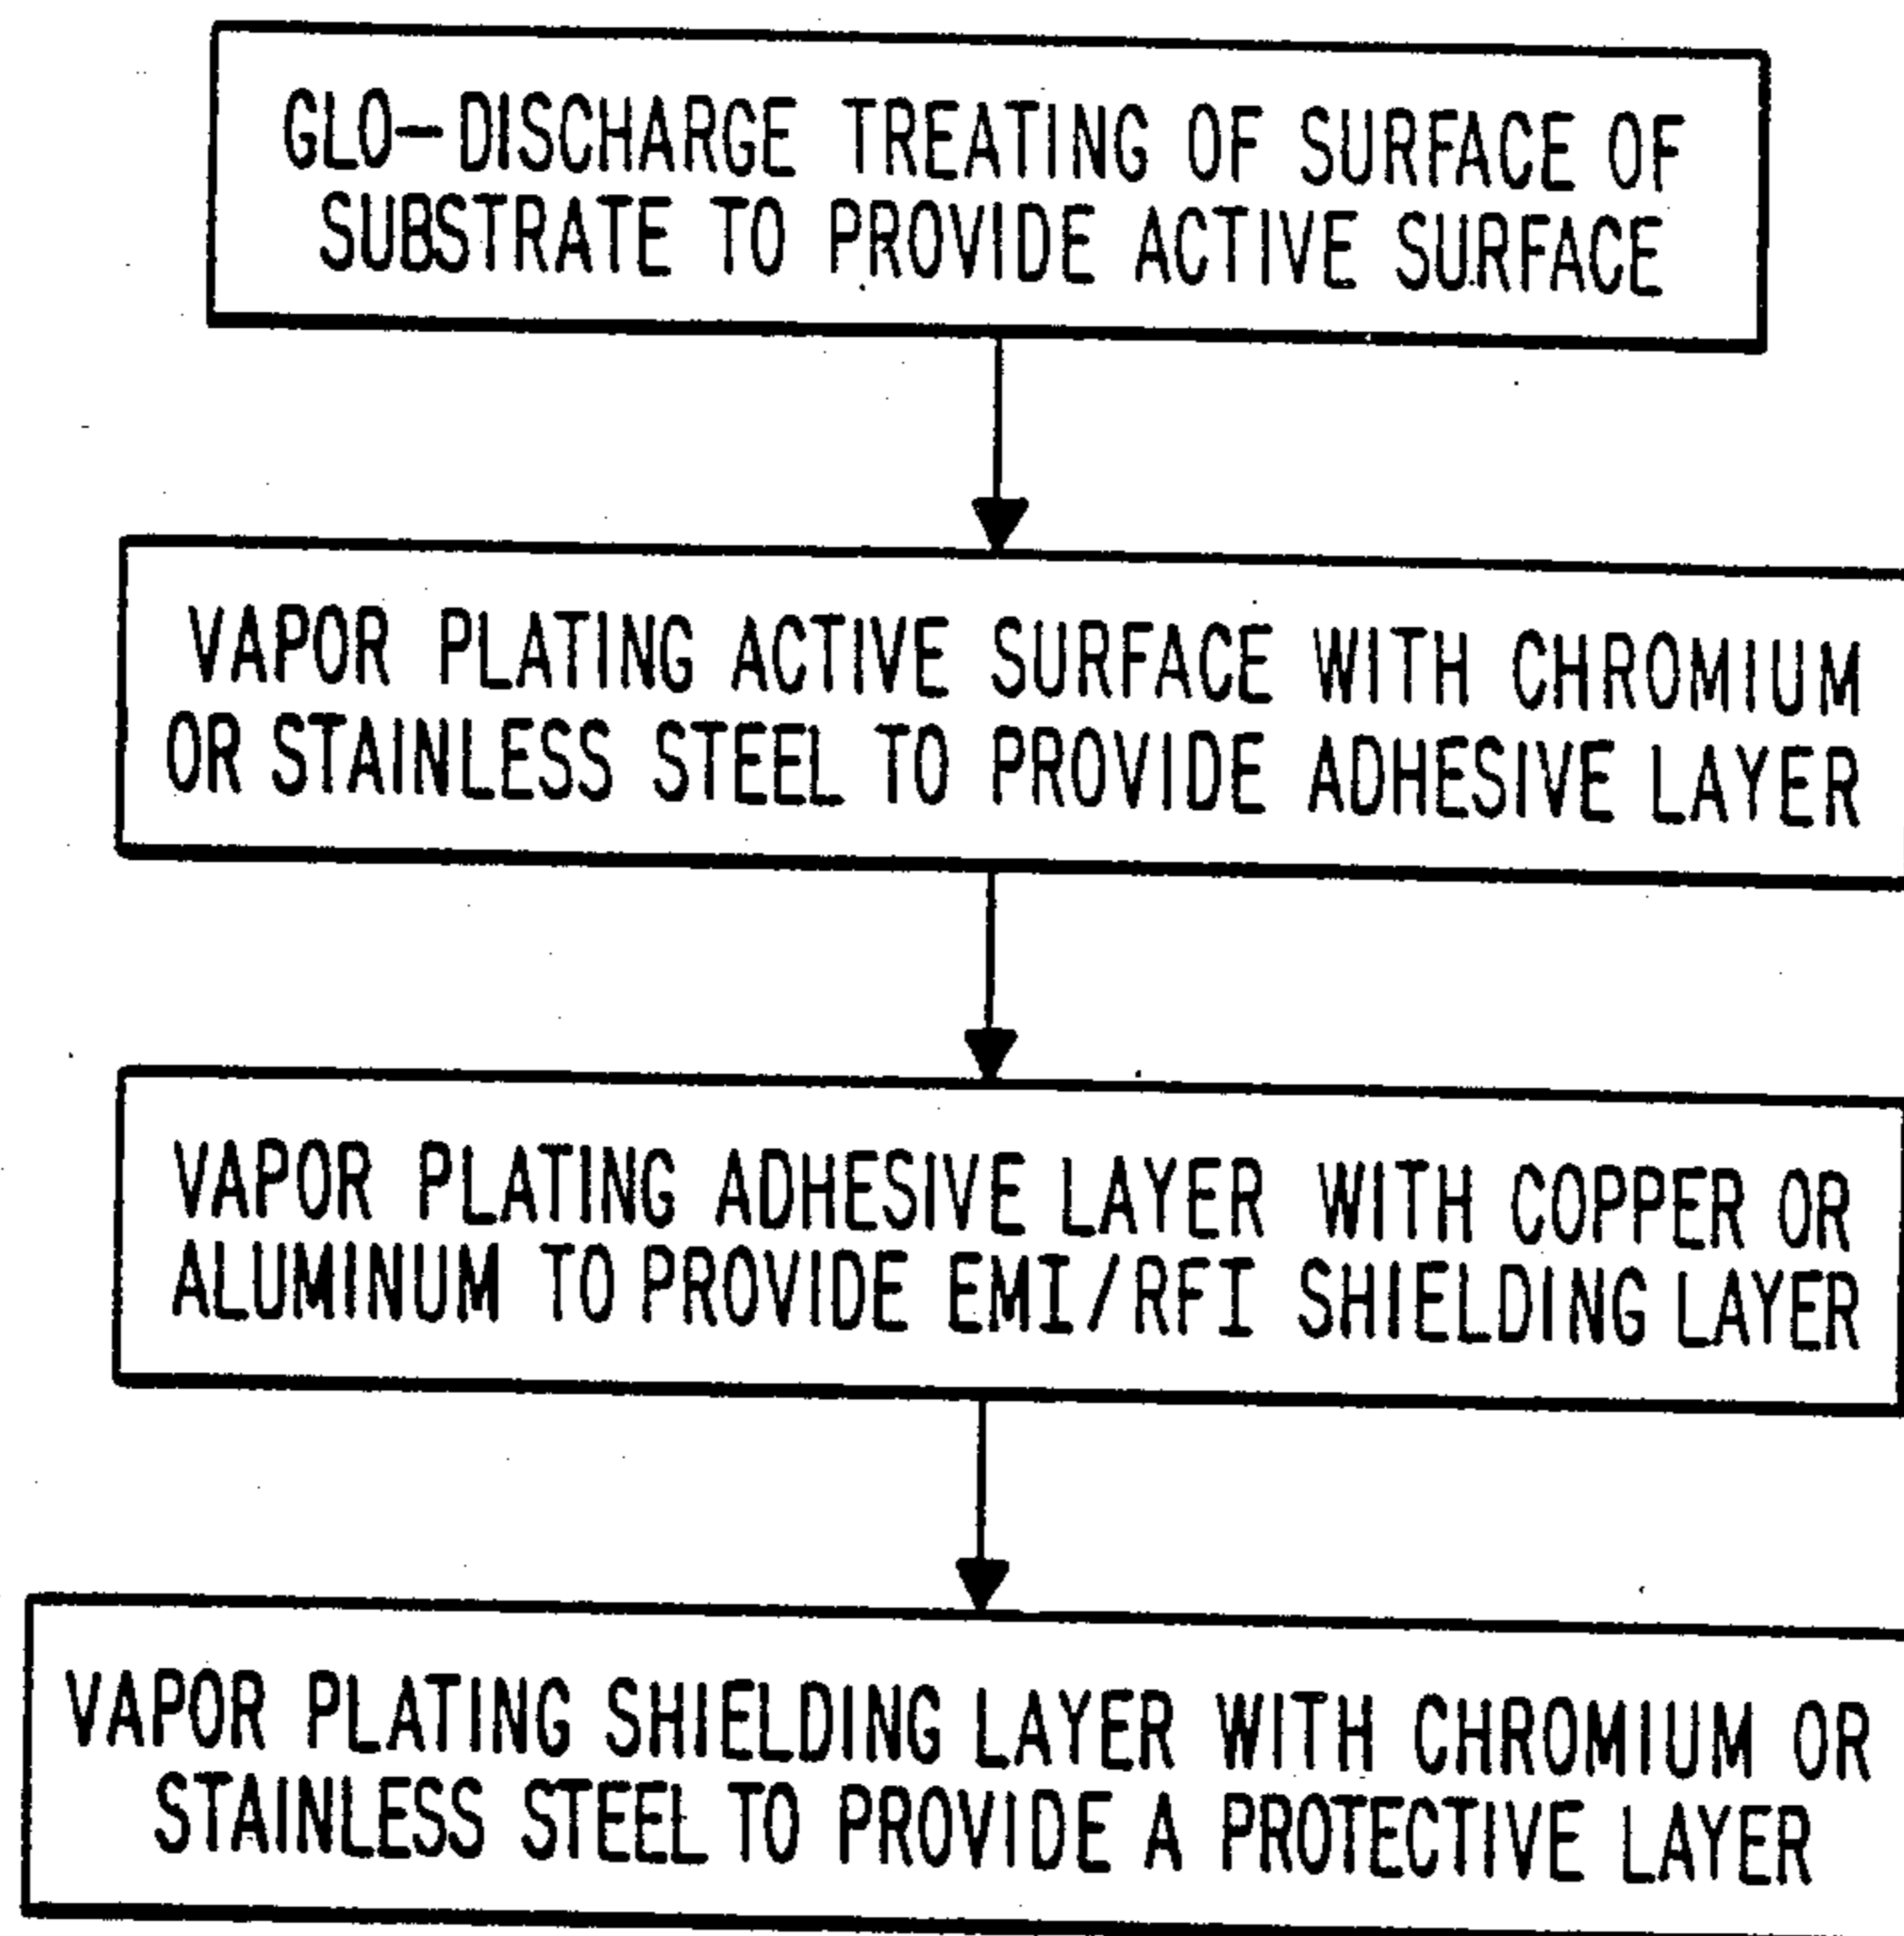 GLO-DISCHARGE TREATING OF SURFACE OF
SUBSTRATE TO PROVIDE ACTIVE SURFACE
VAPOR PLATING ACTIVE SURFACE WITH CHROMIUM
OR STAINLESS STEEL TO PROVIDE ADHESIVE LAYER
VAPOR PLATING ADHESIVE LAYER WITH COPPER OR
ALUMINUM TO PROVIDE EMI/RFI SHIELDING LAYER
VAPOR PLATING SHIELDING LAYER WITH CHROMIUM OR
STAINLESS STEEL TO PROVIDE A PROTECTIVE LAYER